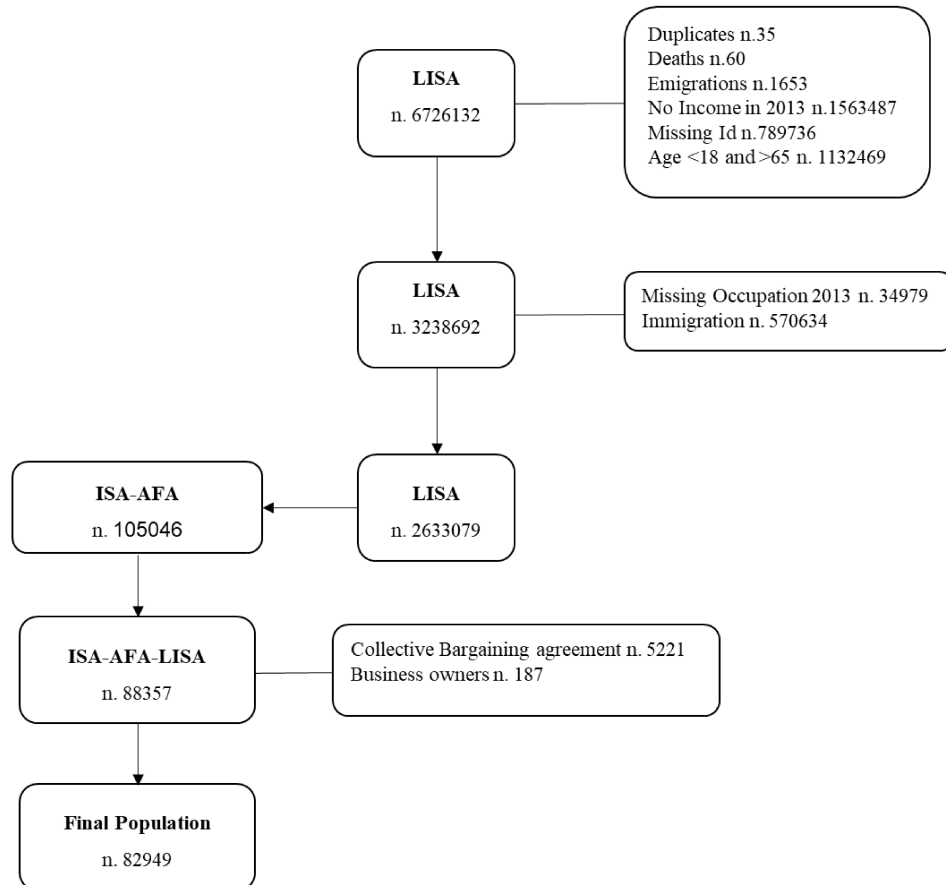 LISA
n. 6726132
Duplicates n.35
Deaths n.60
Emigrations n.1653
No Income in 2013 n.1563487
Missing Id n.789736
Age <18 and >65 n. 1132469
LISA
n. 3238692
Missing Occupation 2013 n. 34979
Immigration n. 570634
LISA
n. 2633079
ISA-AFA
n. 105046
ISA-AFA-LISA
n. 88357
Collective Bargaining agreement n. 5221
Business owners n. 187
Final Population
n. 82949